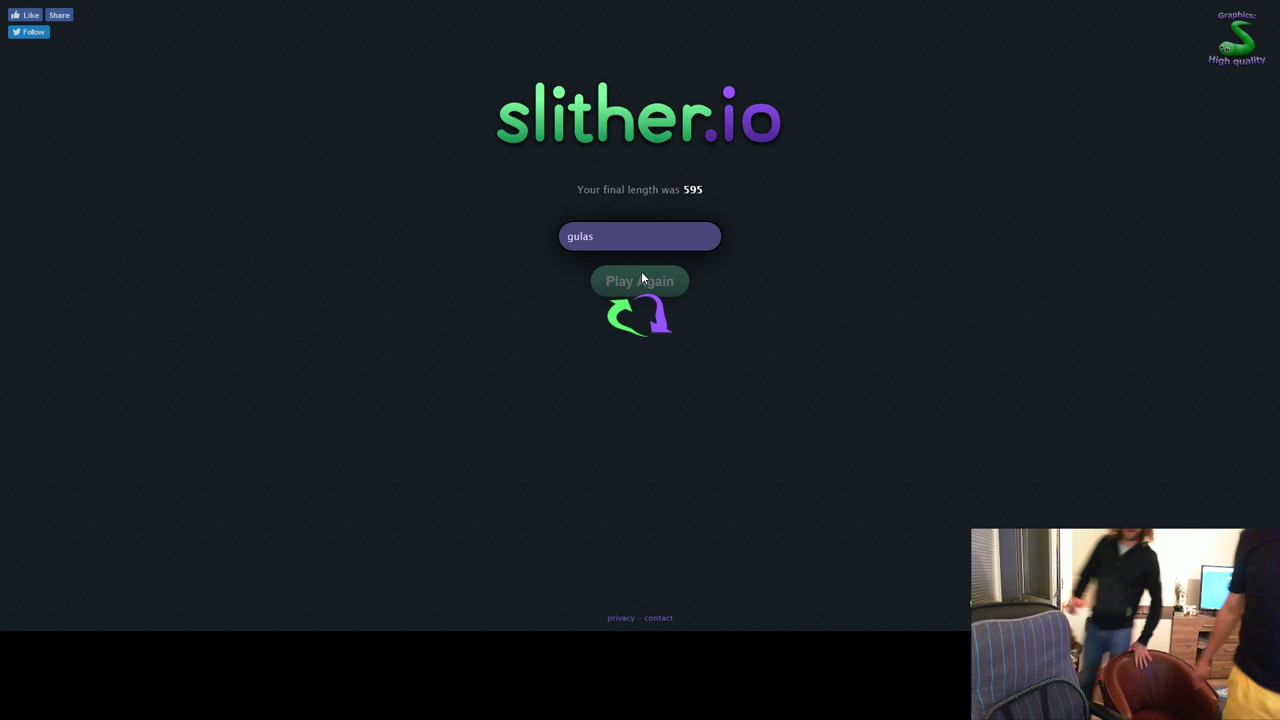 Like Share
Follow
Graphics:
High quality
slither.io
Your final length was 595
gulas
Play Again
privacy - contact